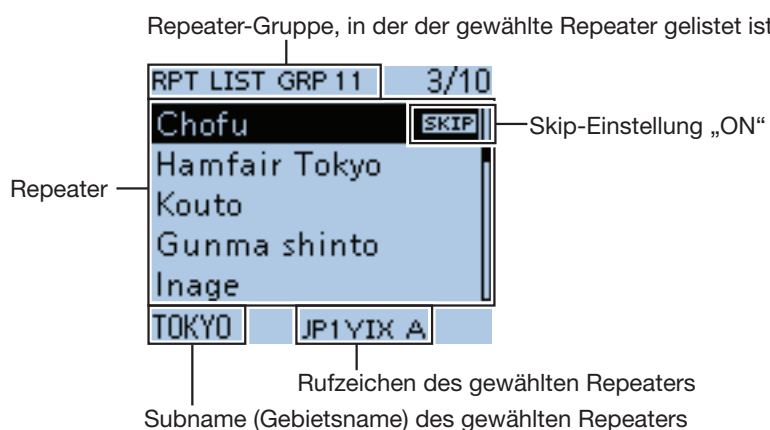 Repeater-Gruppe, in der der gewählte Repeater gelistet ist
RPT LIST GRP 11 3/10
Chofu SKIP
Skip-Einstellung „ON“
Hamfair Tokyo
Repeater
Kouto
Gunma shinto
Inage
TOKYO JP1YIX A
Rufzeichen des gewählten Repeaters
Subname (Gebietsname) des gewählten Repeaters